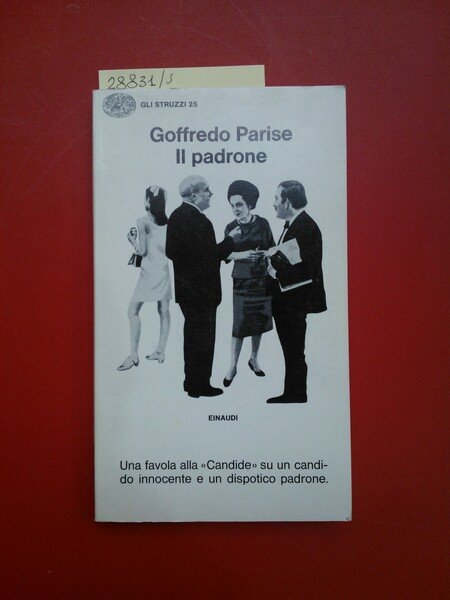 28831/s
GLI STRUZZI 25
Goffredo Parise
Il padrone
EINAUDI
Una favola alla «Candide» su un candi-
do innocente e un dispotico padrone.